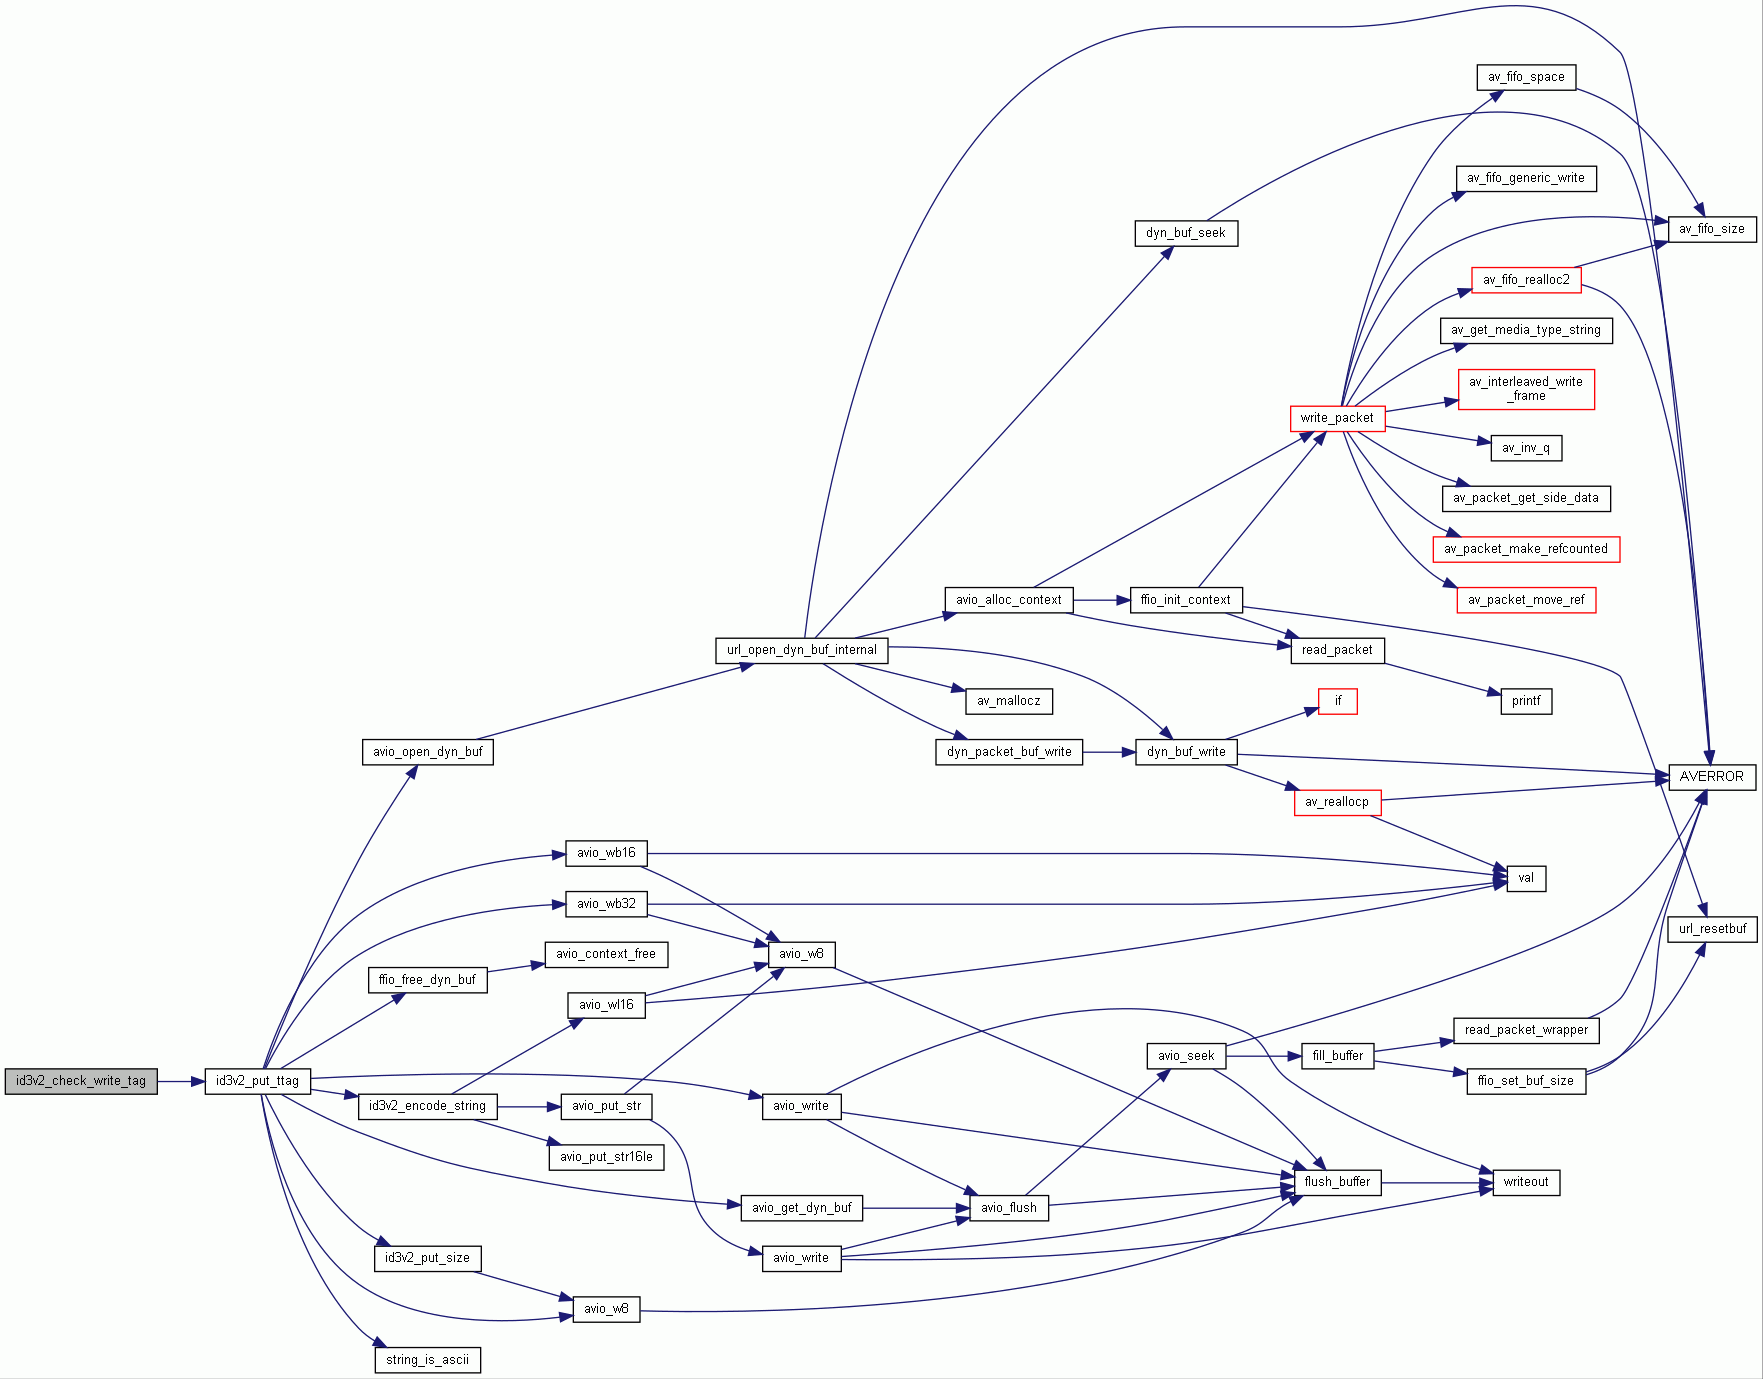 av_fifo_space
av_fifo_generic_write
dyn_buf_seek
av_fifo_size
av_fifo_realloc2
av_get_media_type_string
av_interleaved_write
_frame
write_packet
av_inv_q
av_packet_get_side_data
av_packet_make_refcounted
avio_alloc_context
ffio_init_context
av_packet_move_ref
url_open_dyn_buf_internal
read_packet
av_mallocz
if
printf
avio_open_dyn_buf
dyn_packet_buf_write
dyn_buf_write
AVERROR
av_reallocp
avio_wb16
val
avio_wb32
url_resetbuf
avio_context_free
avio_w8
ffio_free_dyn_buf
avio_wl16
read_packet_wrapper
avio_seek
fill_buffer
id3v2_check_write_tag
id3v2_put_ttag
ffio_set_buf_size
id3v2_encode_string
avio_put_str
avio_write
avio_put_str16le
flush_buffer
writeout
avio_get_dyn_buf
avio_flush
id3v2_put_size
avio_write
avio_w8
string_is_ascii